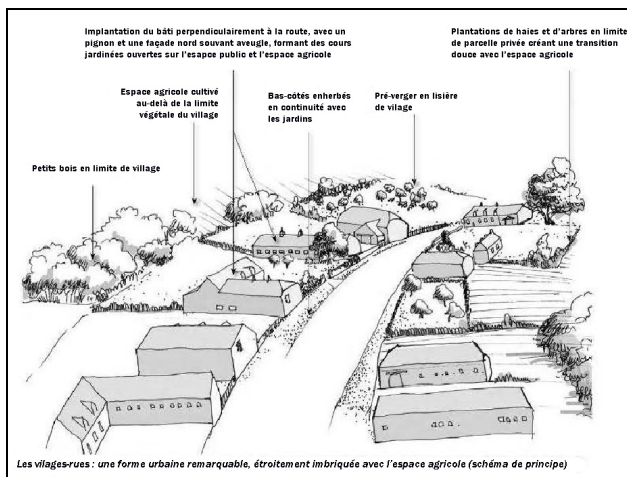 Implantation du bâti perpendiculairement à la route, avec un
pignon et une façade nord souvant aveugle, formant des cours
jardinées ouvertes sur l'esapce public et l'espace agricole
Plantations de haies et d'arbres en limite
de parcelle privée créant une transition
douce avec l'espace agricole
Espace agricole cultivé
au-delà de la limite
végétale du village
Bas-côtés enherbés
en continuité avec
les jardins
Pré-verger en lisière
de vilage
Petits bois en limite de village
Les vilages-rues : une forme urbaine remarquable, étroitement imbriquée avec l'espace agricole (schéma de principe)